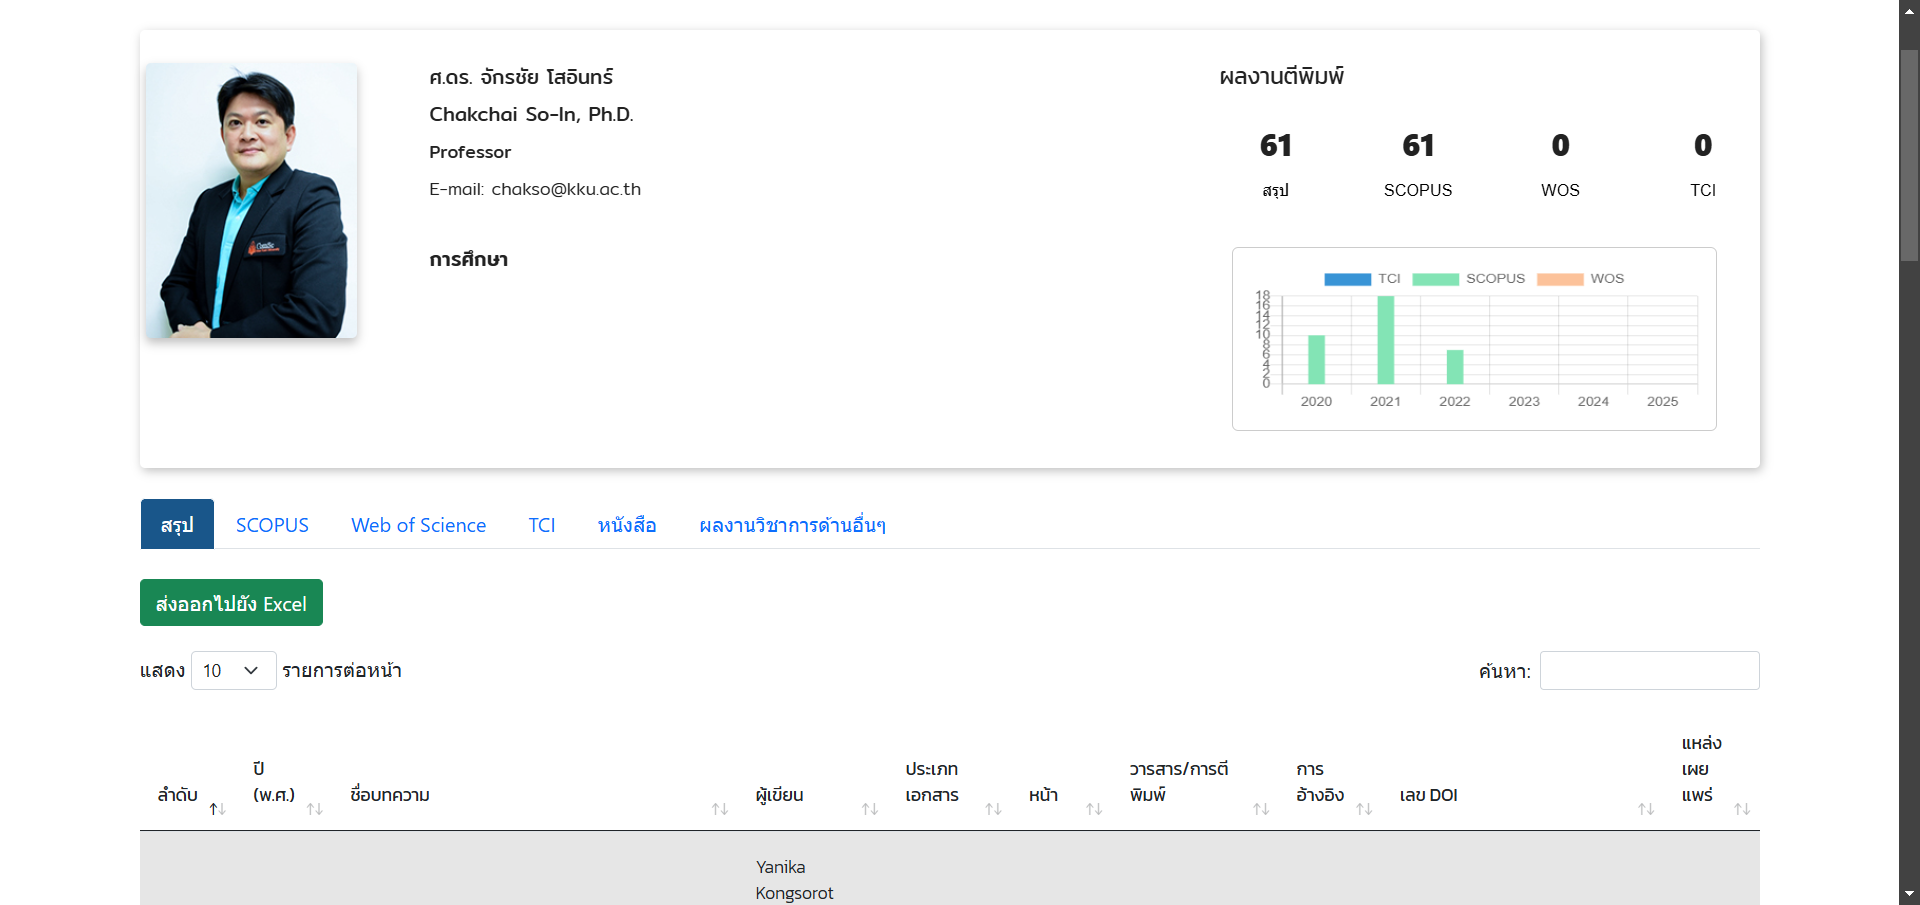 ศ.ดร. จักรชัย โสอินทร์
Chakchai So-In, Ph.D.
Professor
E-mail: chakso@kku.ac.th
การศึกษา
ผลงานตีพิมพ์
61 61 0 0
สรุป SCOPUS WOS TCI
TCI SCOPUS WOS
18
16
14
12
10
8
6
4
2
0
2020 2021 2022 2023 2024 2025
สรุป SCOPUS Web of Science TCI หนังสือ ผลงานวิชาการด้านอื่นๆ
ส่งออกไปยัง Excel
แสดง 10 รายการต่อหน้า
ค้นหา:
ลำดับ
ปี
(พ.ศ.)
ชื่อบทความ
ผู้เขียน
ประเภท
เอกสาร
หน้า
วารสาร/การตี
พิมพ์
การ
อ้างอิง
เลข DOI
แหล่ง
เผย
แพร่
Yanika
Kongsorot